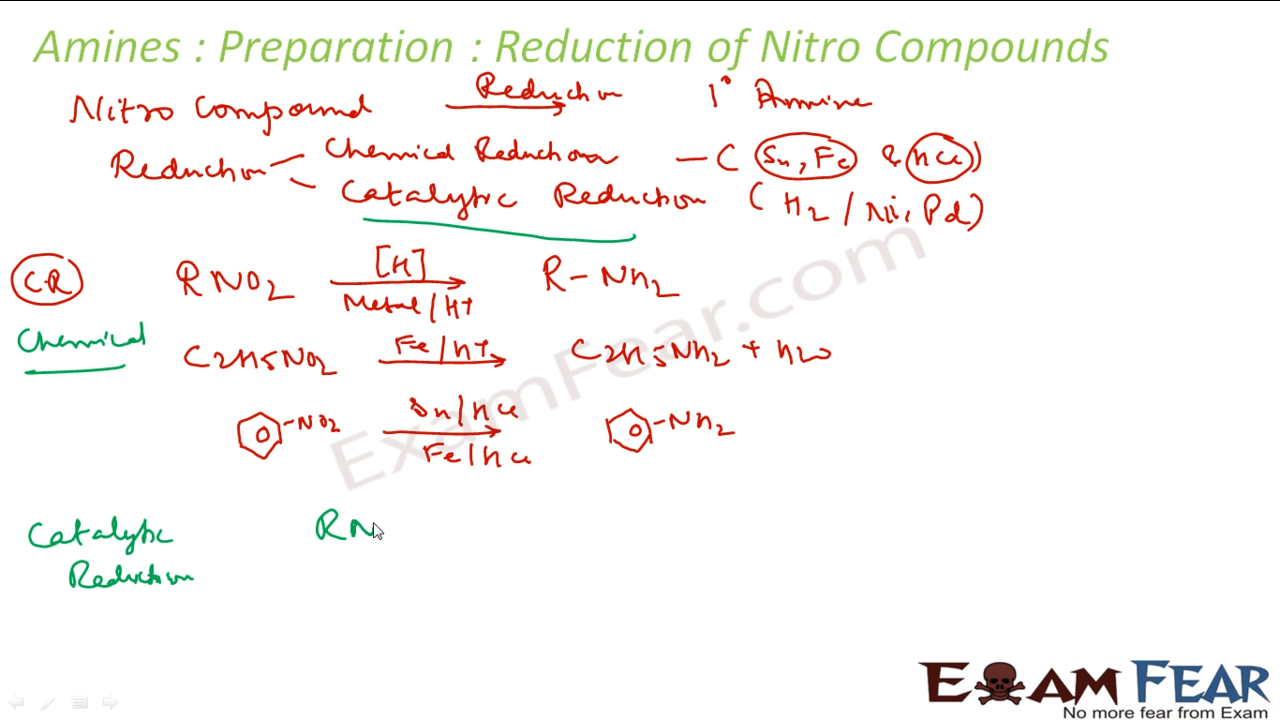 Amines : Preparation : Reduction of Nitro Compounds
Nitro Compound Reduction 1° Amine
Reduction Chemical Reduction – ( Sn, Fe & HCl )
Catalytic Reduction ( H2 / Ni, Pd )
C.R RNO2 [H] R – NH2
Metal / H+
Chemical C2H5NO2 Fe / H+ C2H5NH2 + H2O
-NO2 Sn / HCl -NH2
Fe / HCl
Catalytic RN
Reduction
ExamFear.com
EXAM FEAR
No more fear from Exam